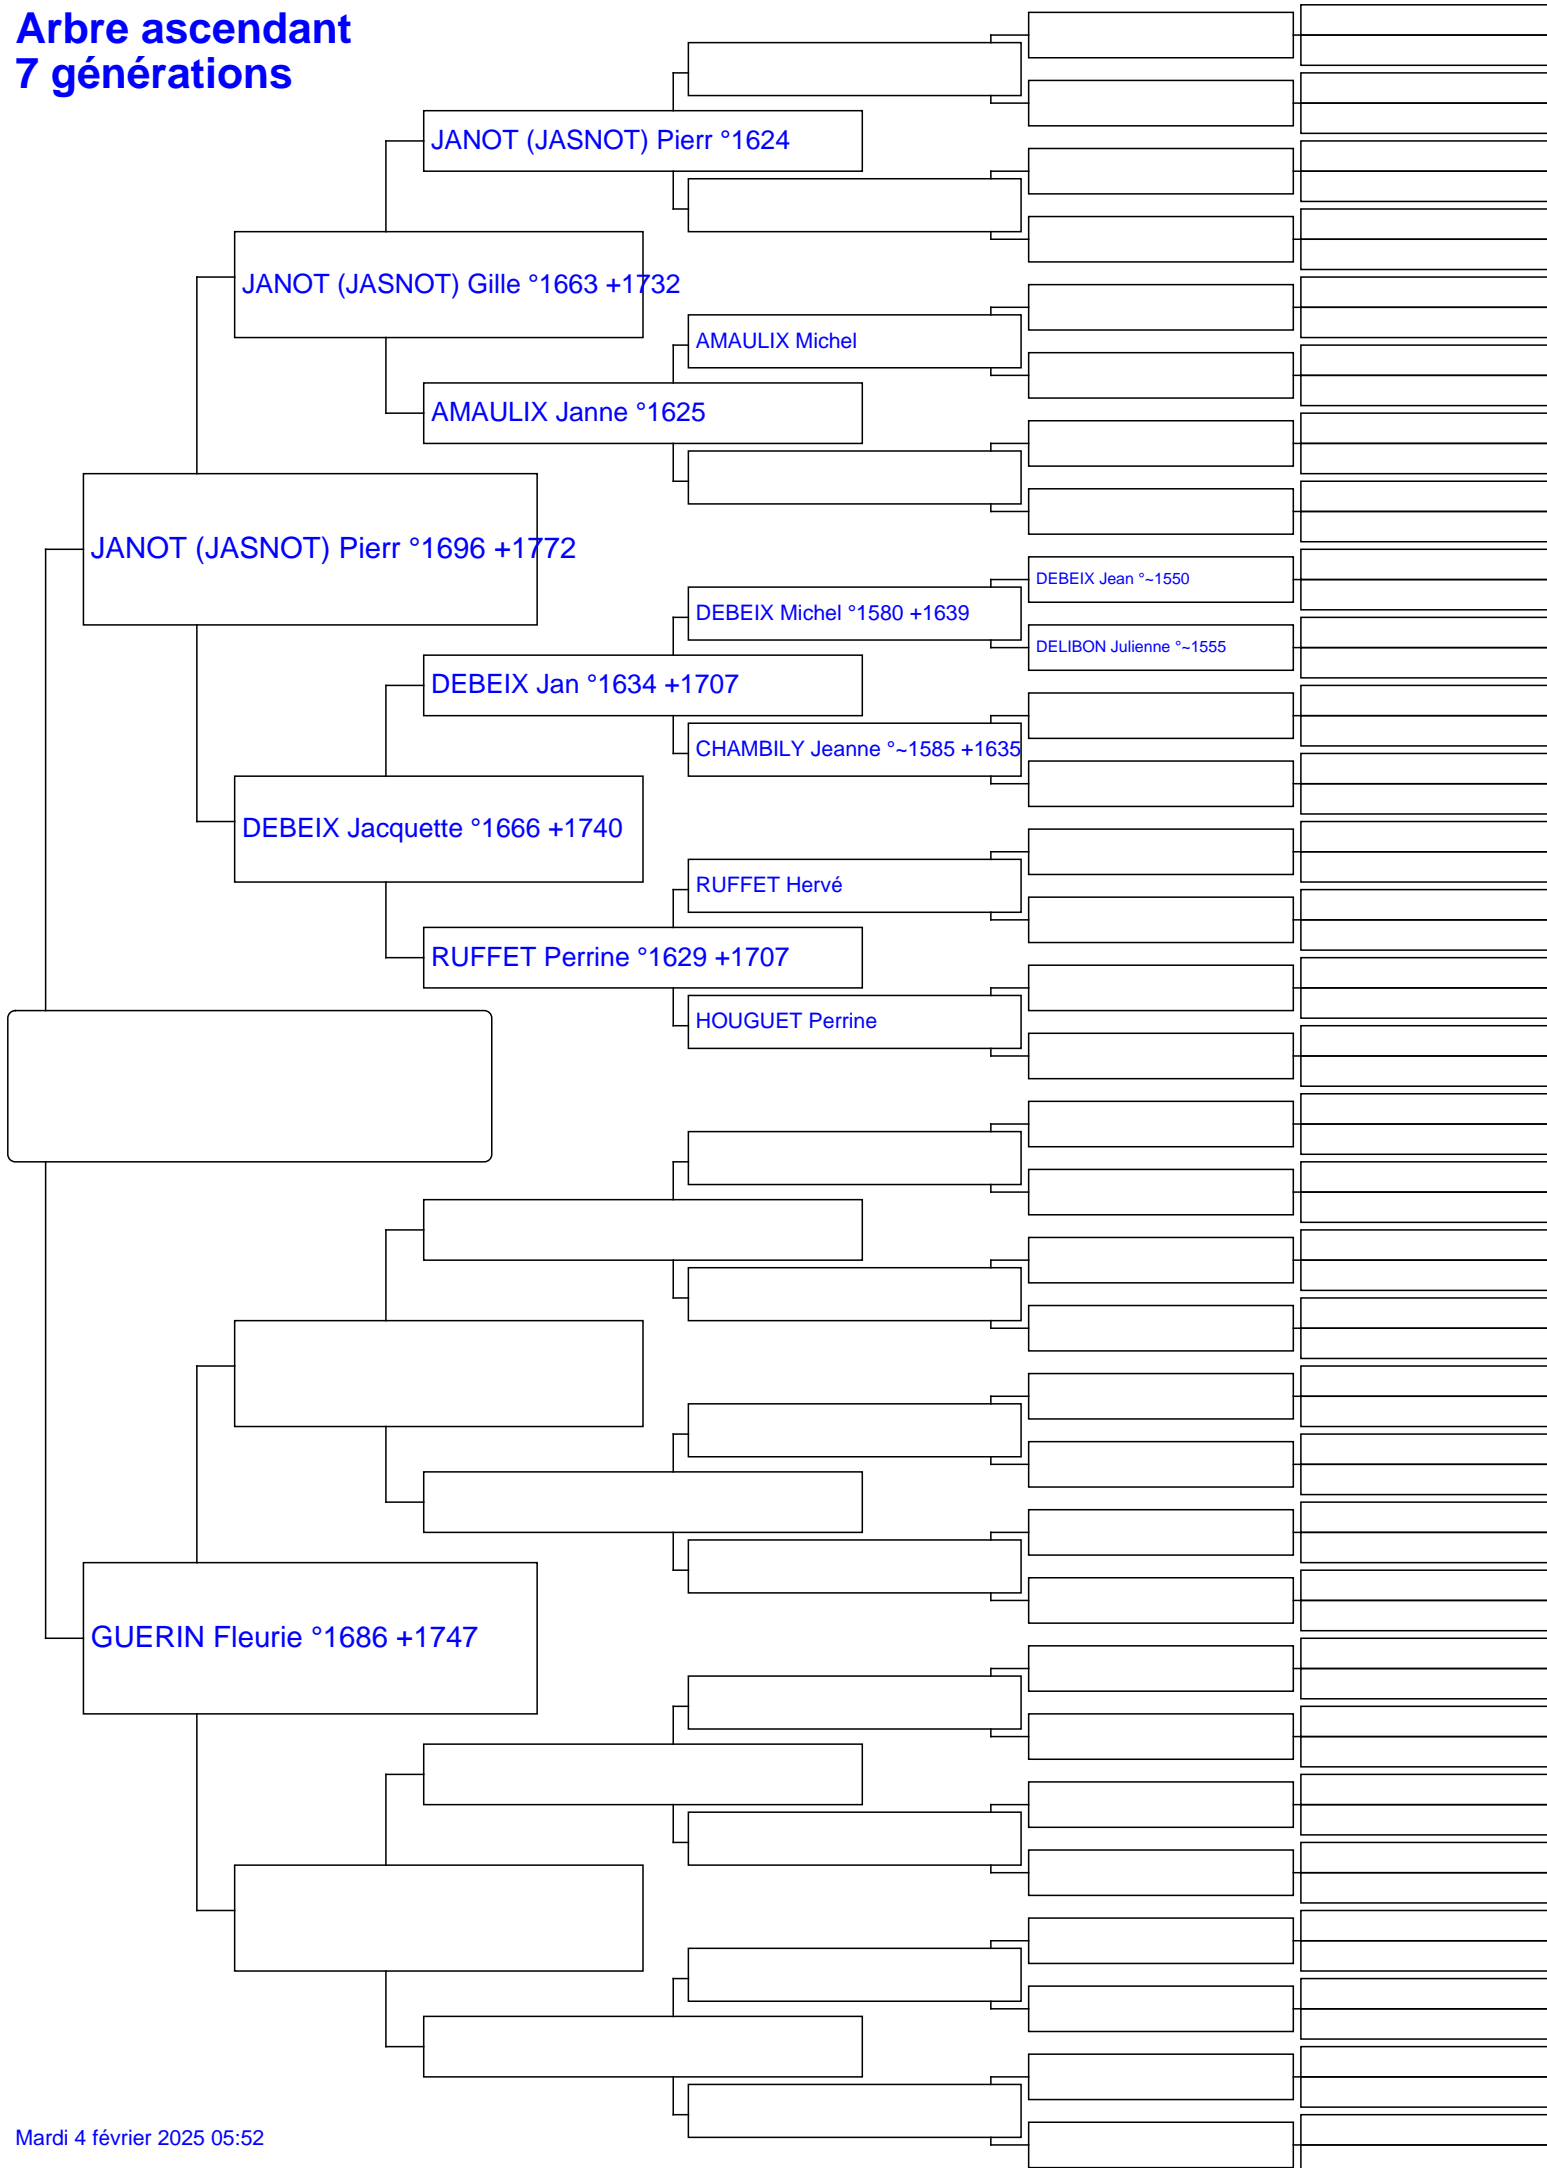 Arbre ascendant
7 générations
JANOT (JASNOT) Pierr °1624
JANOT (JASNOT) Gille °1663 +1732
AMAULIX Michel
AMAULIX Janne °1625
JANOT (JASNOT) Pierr °1696 +1772
DEBEIX Jean °~1550
DEBEIX Michel °1580 +1639
DELIBON Julienne °~1555
DEBEIX Jan °1634 +1707
CHAMBILY Jeanne °~1585 +1635
DEBEIX Jacquette °1666 +1740
RUFFET Hervé
RUFFET Perrine °1629 +1707
HOUGUET Perrine
GUERIN Fleurie °1686 +1747
Mardi 4 février 2025 05:52